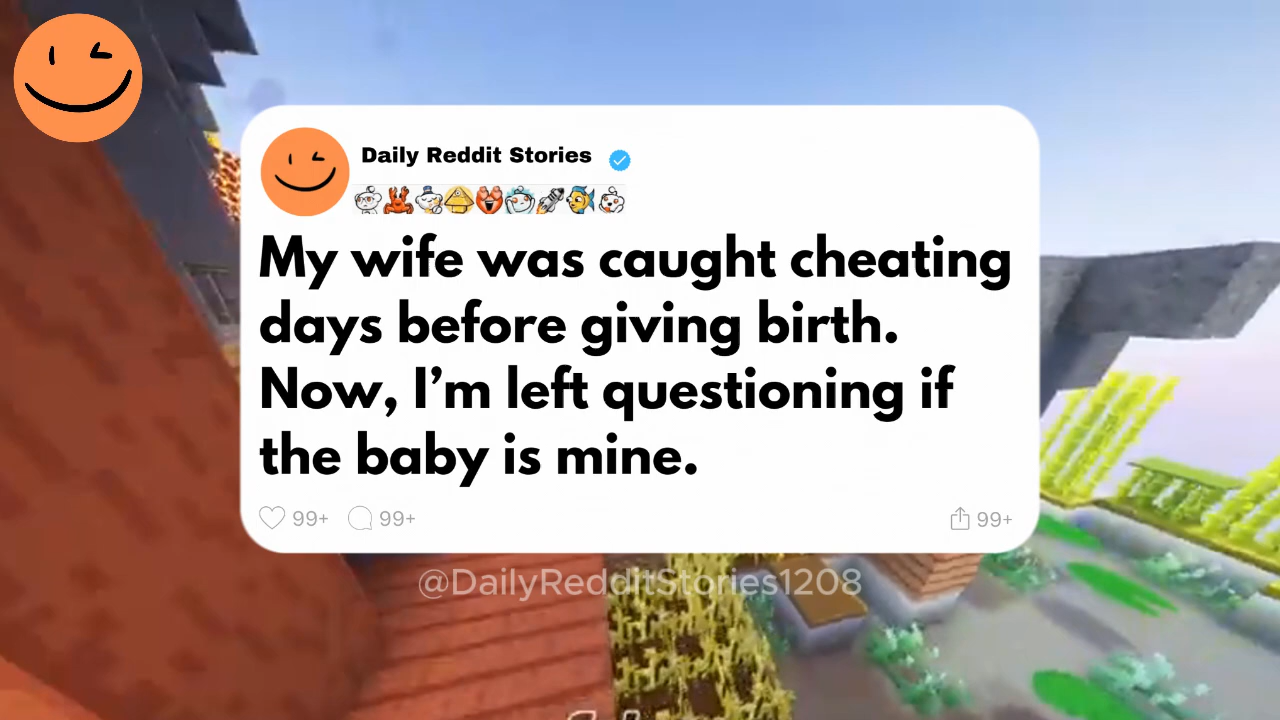 Daily Reddit Stories
My wife was caught cheating
days before giving birth.
Now, I’m left questioning if
the baby is mine.
99+ 99+ 99+
@DailyRedditStories1208